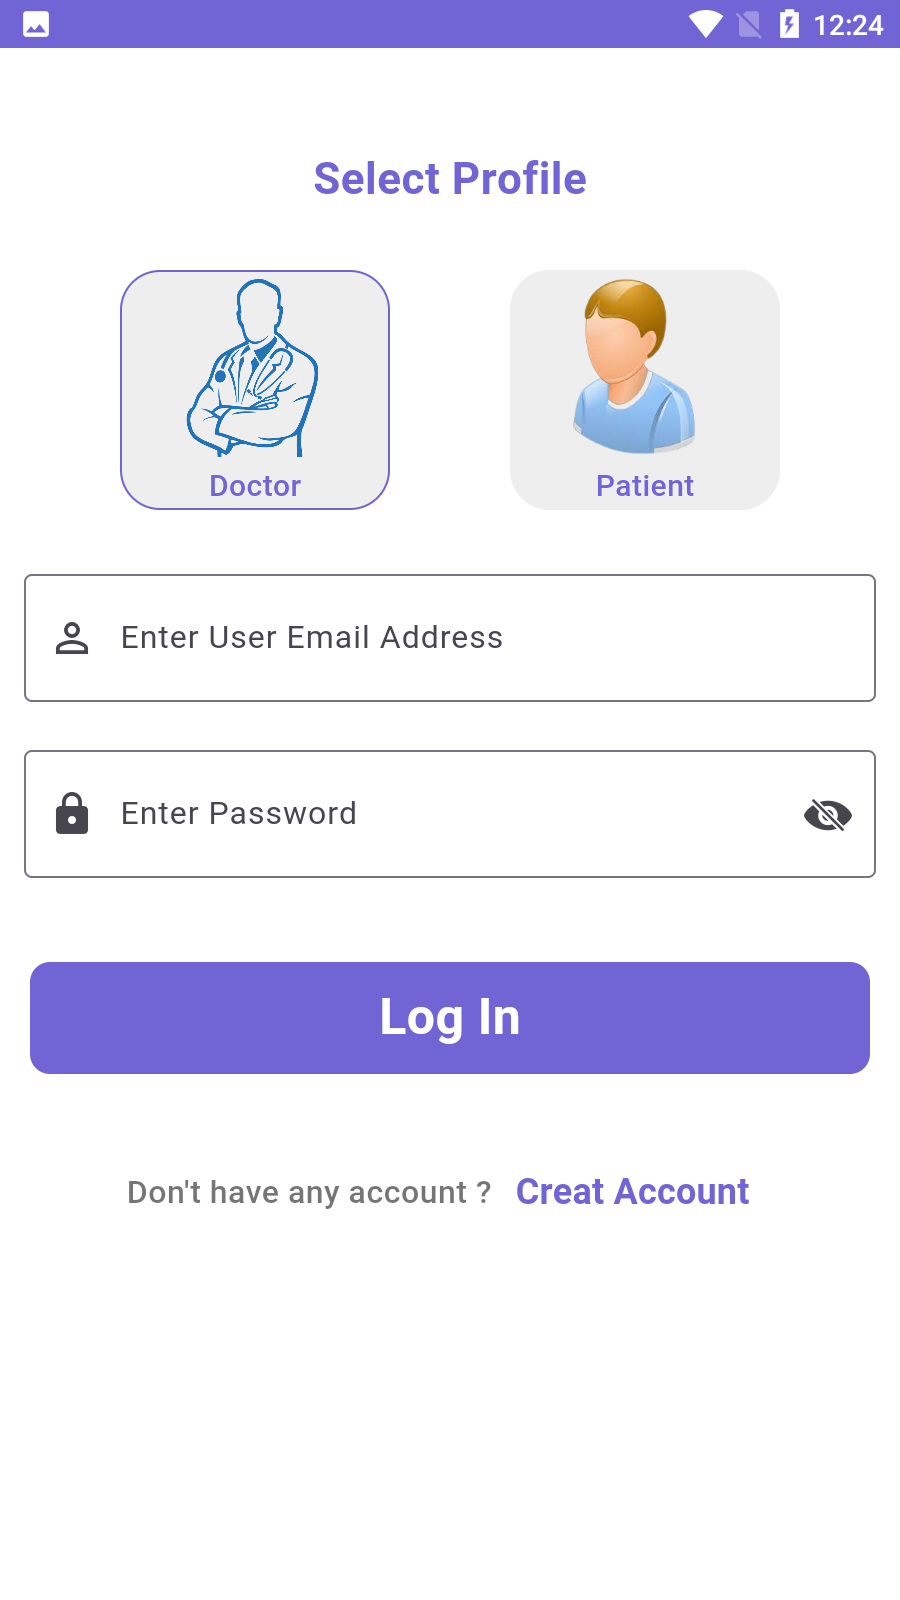 12:24
Select Profile
Doctor
Patient
Enter User Email Address
Enter Password
Log In
Don't have any account ? Creat Account